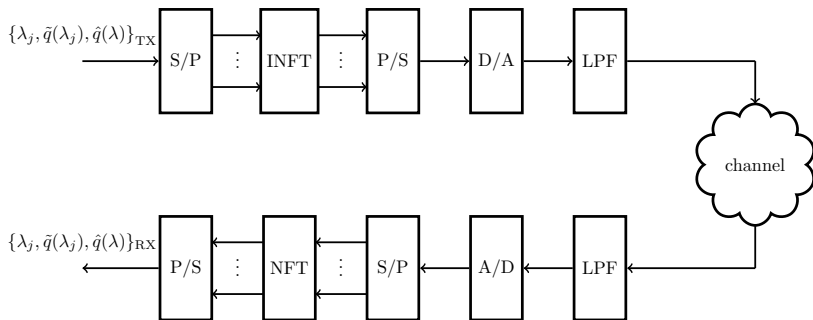 {λ_j, q̃(λ_j), q̂(λ)}_TX
S/P
⋮
INFT
⋮
P/S
D/A
LPF
channel
{λ_j, q̃(λ_j), q̂(λ)}_RX
P/S
⋮
NFT
⋮
S/P
A/D
LPF